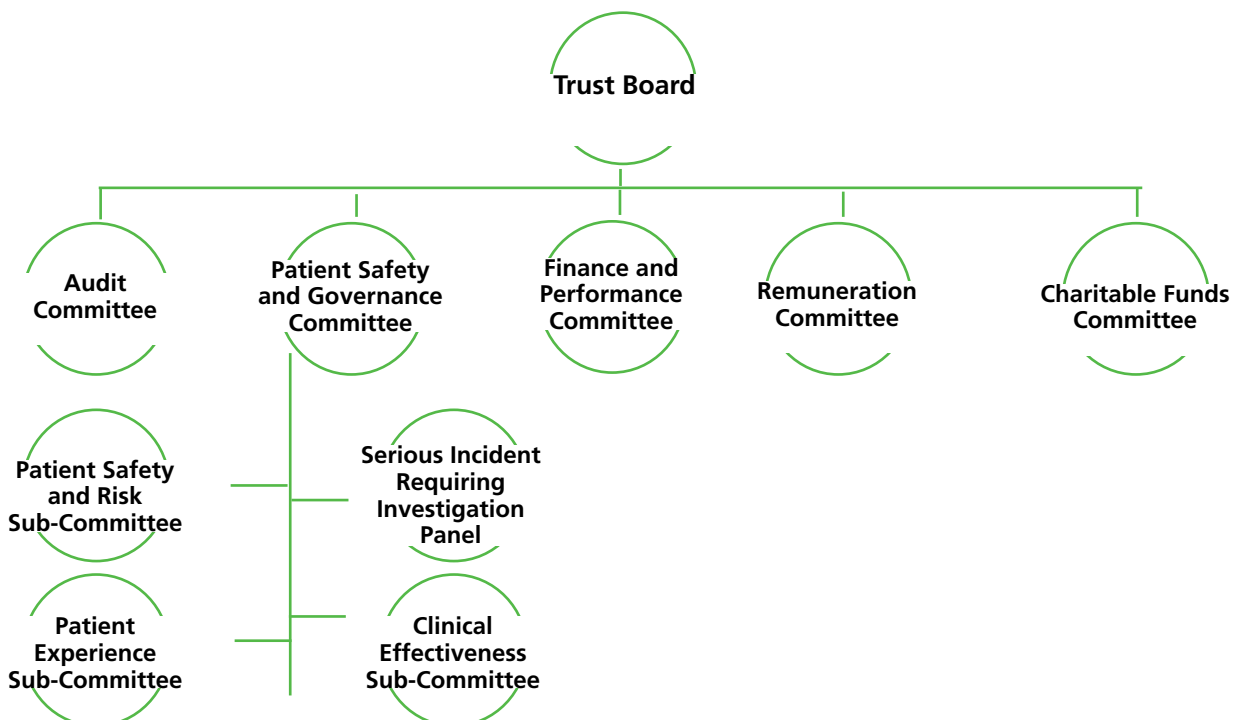 Trust Board
Audit
Committee
Patient Safety
and Governance
Committee
Finance and
Performance
Committee
Remuneration
Committee
Charitable Funds
Committee
Patient Safety
and Risk
Sub-Committee
Serious Incident
Requiring
Investigation
Panel
Patient
Experience
Sub-Committee
Clinical
Effectiveness
Sub-Committee